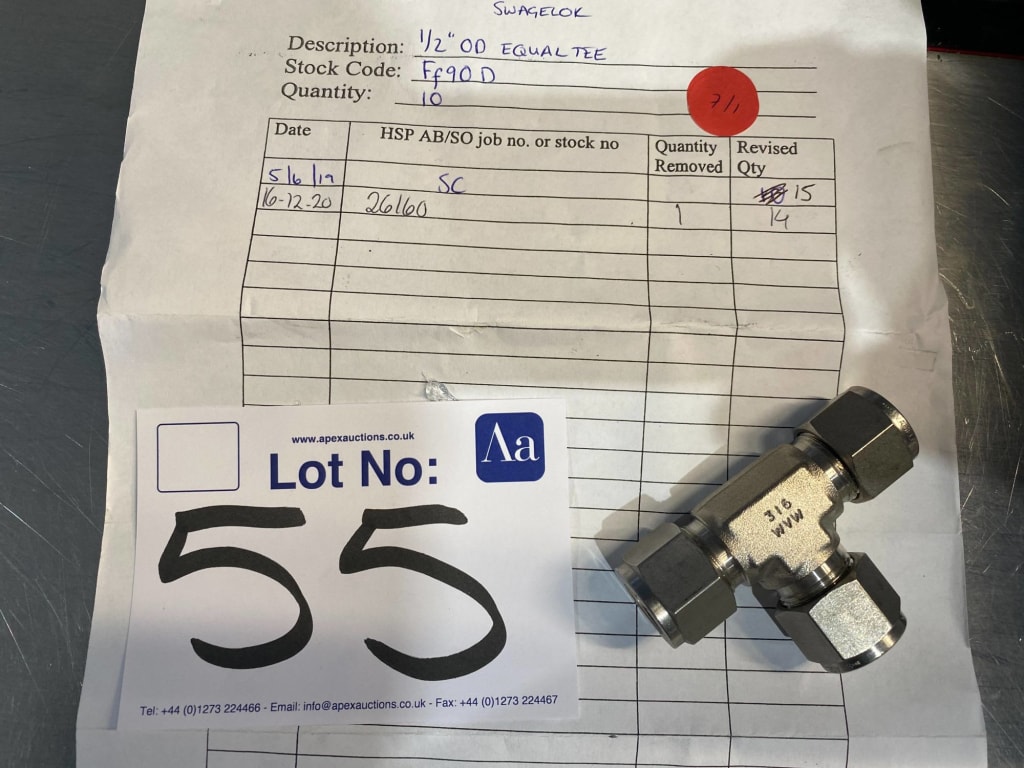 SWAGELOK
Description: 1/2" OD EQUAL TEE
Stock Code: Ff90D
Quantity: 10
7/1
Date HSP AB/SO job no. or stock no Quantity Removed Revised Qty
5/6/19 SC 15
16-12-20 26160 1 14
www.apexauctions.co.uk
Lot No:
Aa
55
Tel: +44 (0)1273 224466 - Email: info@apexauctions.co.uk - Fax: +44 (0)1273 224467
316
WVW